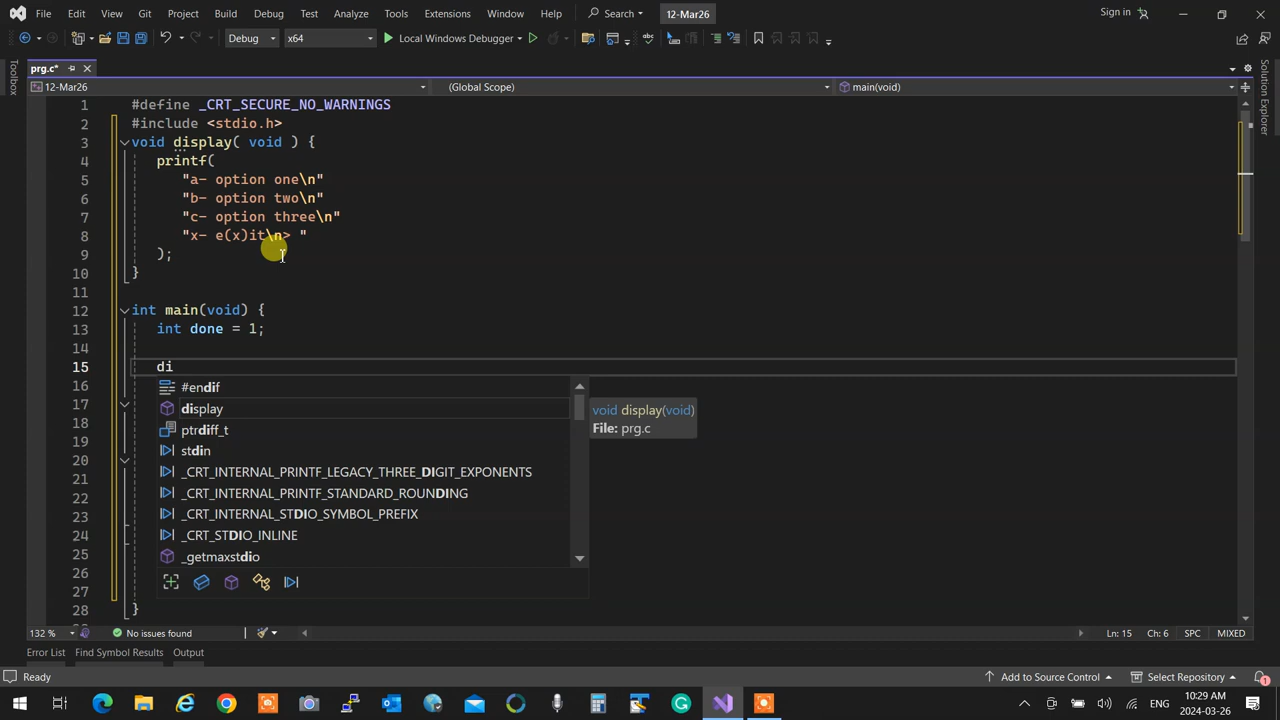 File Edit View Git Project Build Debug Test Analyze Tools Extensions Window Help Search 12-Mar26 Sign in
Debug x64 Local Windows Debugger
prg.c*
12-Mar26 (Global Scope) main(void)
Toolbox
Solution Explorer
1 #define _CRT_SECURE_NO_WARNINGS
2 #include <stdio.h>
3 void display( void ) {
4 printf(
5 "a- option one\n"
6 "b- option two\n"
7 "c- option three\n"
8 "x- e(x)it\n> "
9 );
10 }
11
12 int main(void) {
13 int done = 1;
14
15 di
16 #endif
17 display void display(void)
18 ptrdiff_t File: prg.c
19 stdin
20 _CRT_INTERNAL_PRINTF_LEGACY_THREE_DIGIT_EXPONENTS
21
22 _CRT_INTERNAL_PRINTF_STANDARD_ROUNDING
23 _CRT_INTERNAL_STDIO_SYMBOL_PREFIX
24 _CRT_STDIO_INLINE
25 _getmaxstdio
26
27
28 }
132 % No issues found Ln: 15 Ch: 6 SPC MIXED
Error List Find Symbol Results Output
Ready Add to Source Control Select Repository 1
ENG 10:29 AM
2024-03-26